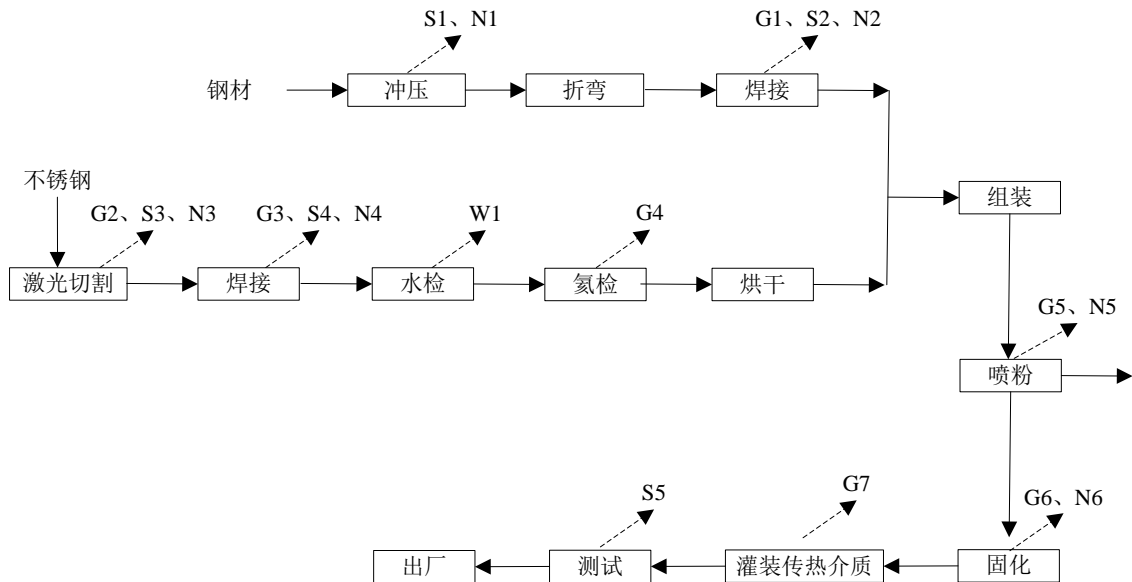 S1、N1
G1、S2、N2
钢材
冲压
折弯
焊接
不锈钢
组装
G2、S3、N3
G3、S4、N4
W1
G4
激光切割
焊接
水检
氦检
烘干
G5、N5
喷粉
S5
G7
G6、N6
出厂
测试
灌装传热介质
固化